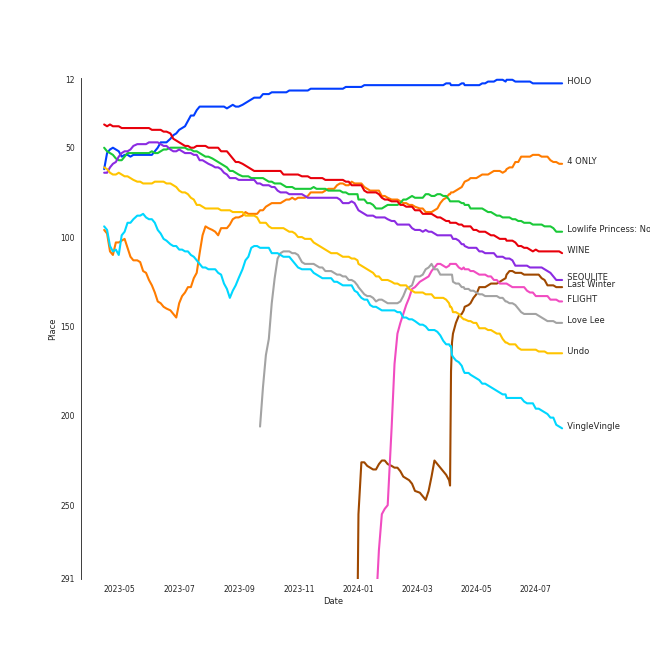 12
50
100
150
200
250
291
Place
2023-05
2023-07
2023-09
2023-11
2024-01
2024-03
2024-05
2024-07
Date
HOLO
4 ONLY
Lowlife Princess: No
WINE
SEOULITE
Last Winter
FLIGHT
Love Lee
Undo
VingleVingle